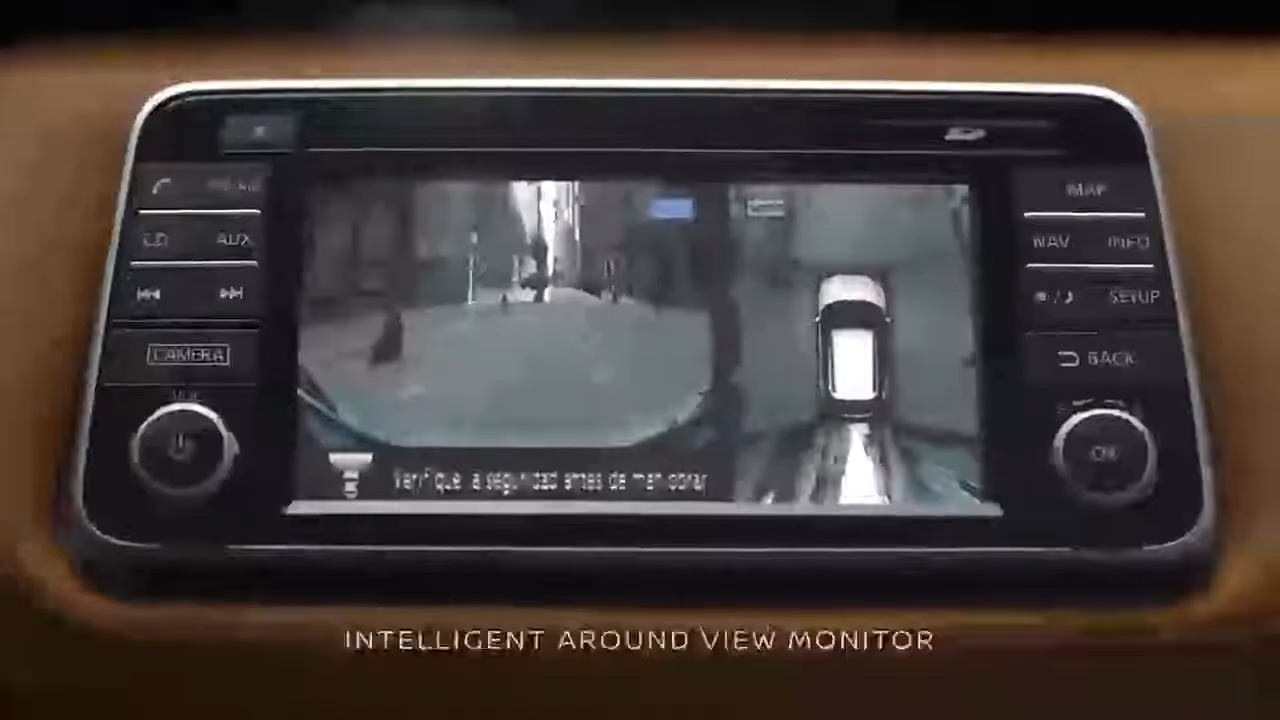 MAP
CD AUX
NAV INFO
SETUP
CAMERA
BACK
VOL
OK
Verifique la seguridad antes de maniobrar
INTELLIGENT AROUND VIEW MONITOR